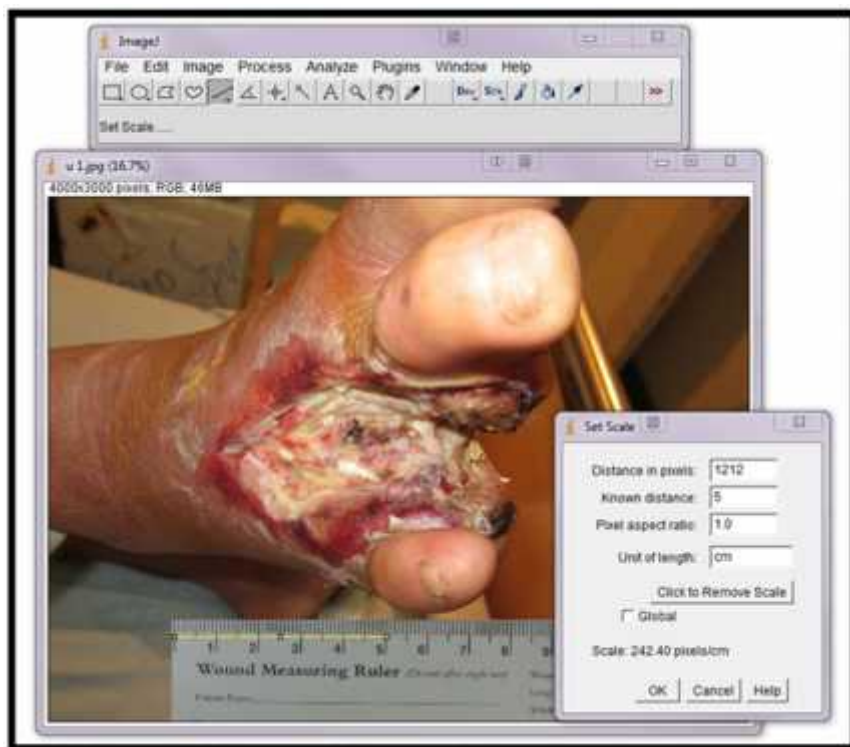 ImageJ
File Edit Image Process Analyze Plugins Window Help
A Dev Stk >>
Set Scale.....
u 1.jpg (16.7%)
4000x3000 pixels; RGB; 46MB
Set Scale
Distance in pixels: 1212
Known distance: 5
Pixel aspect ratio: 1.0
Unit of length: cm
Click to Remove Scale
Global
Scale: 242.40 pixels/cm
OK Cancel Help
1 2 3 4 5 6 7 8 9
Wound Measuring Ruler